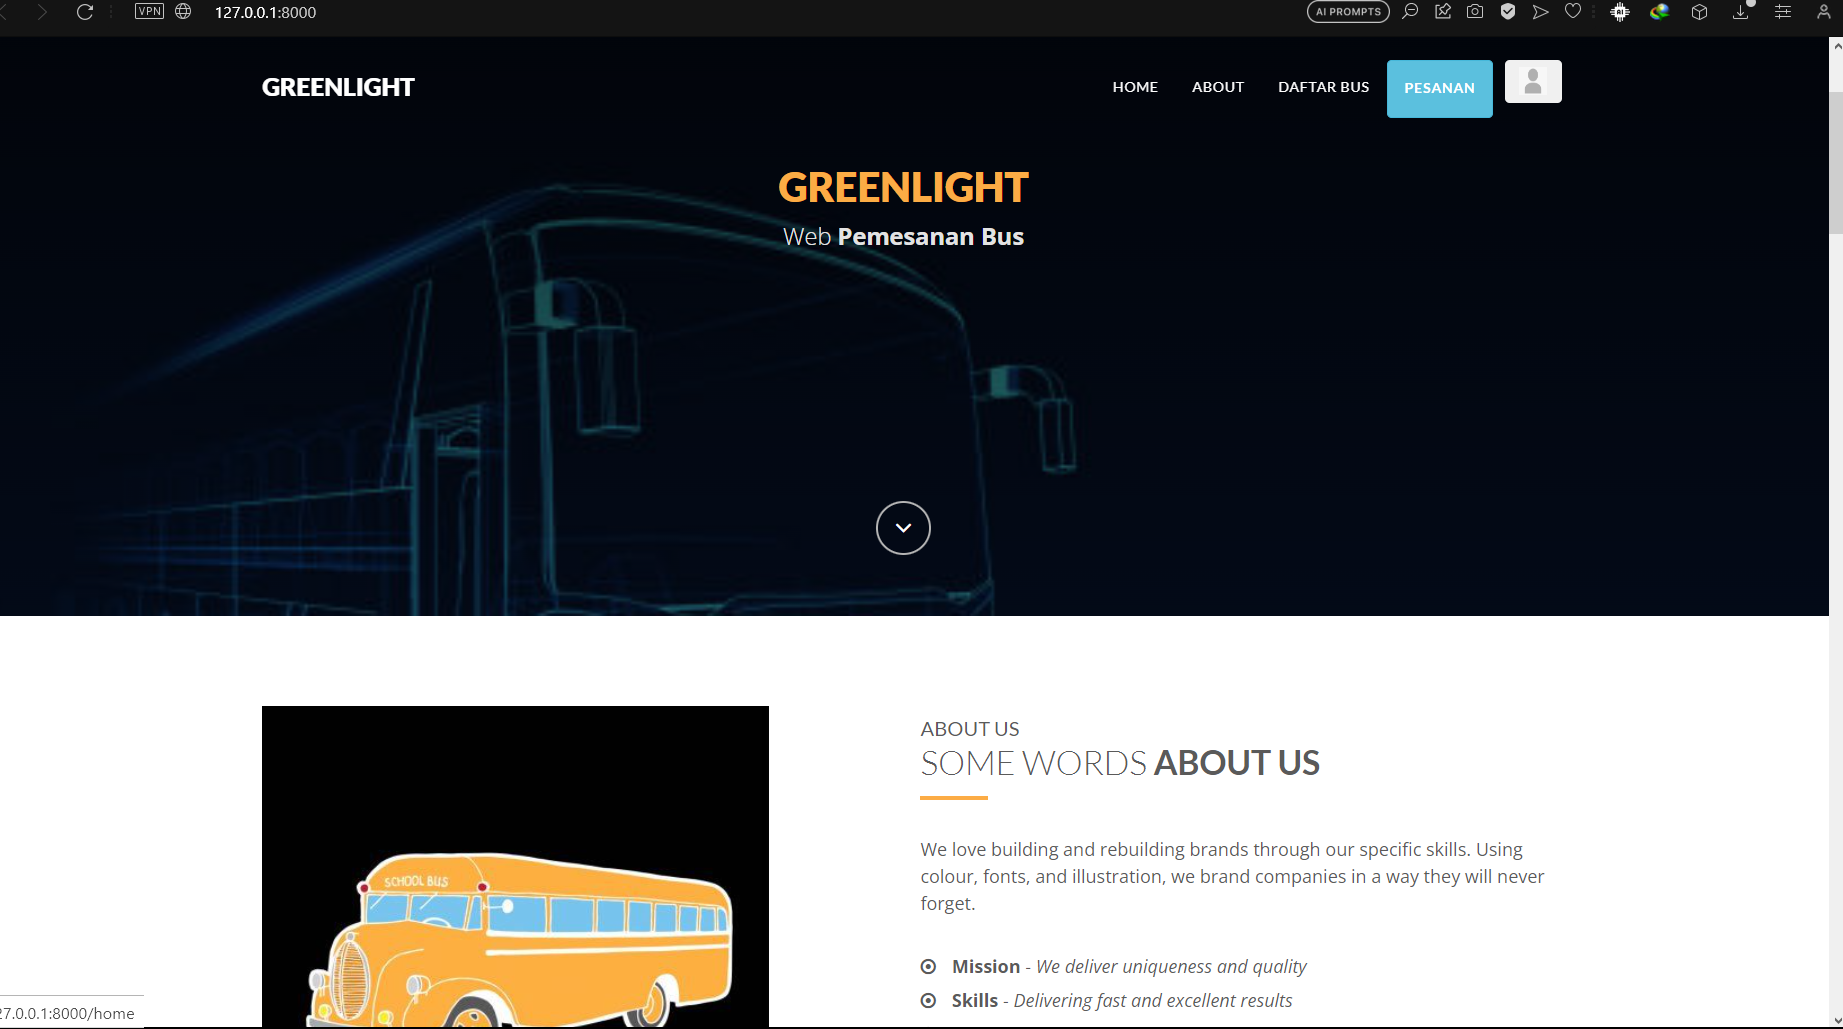 VPN 127.0.0.1:8000 AI PROMPTS
GREENLIGHT HOME ABOUT DAFTAR BUS PESANAN
GREENLIGHT
Web Pemesanan Bus
SCHOOL BUS
ABOUT US
SOME WORDS ABOUT US
We love building and rebuilding brands through our specific skills. Using
colour, fonts, and illustration, we brand companies in a way they will never
forget.
Mission - We deliver uniqueness and quality
Skills - Delivering fast and excellent results
27.0.0.1:8000/home